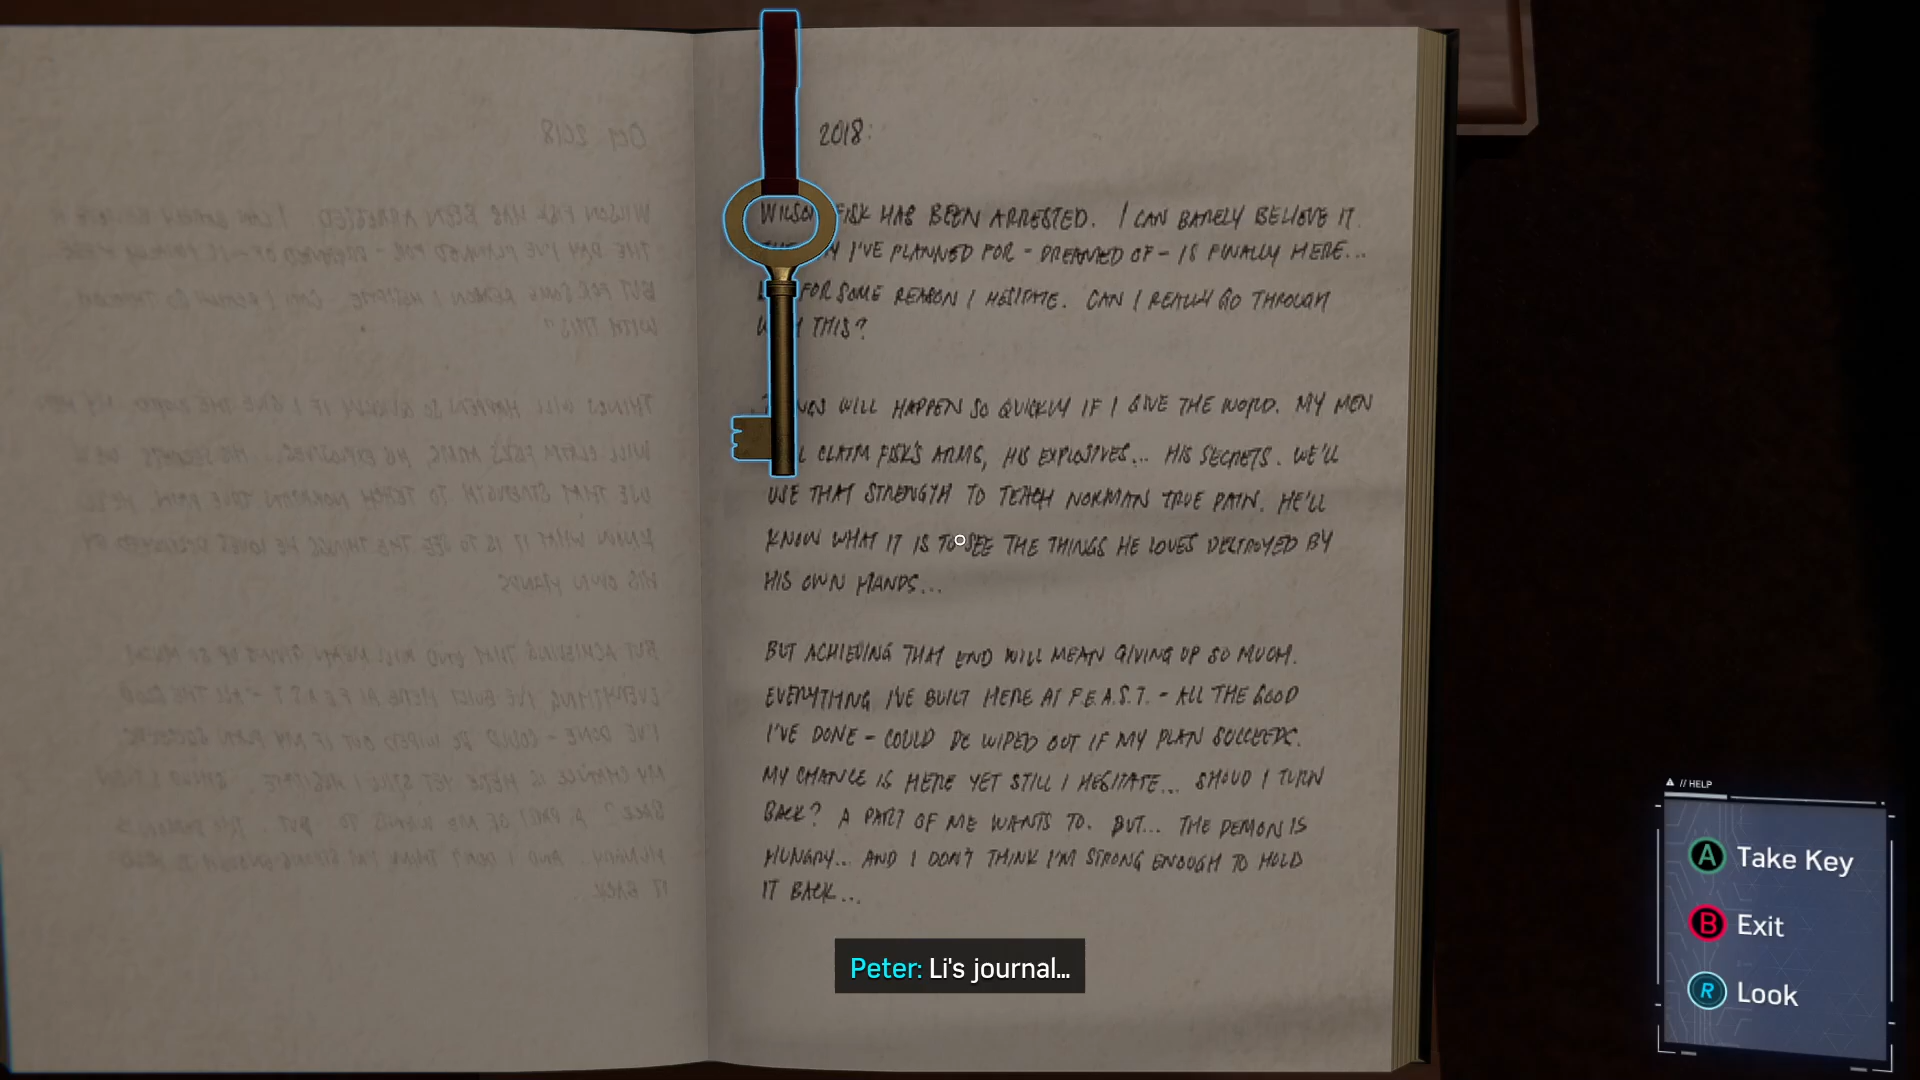 Oct 2018
2018:
WILSON FISK HAS BEEN ARRESTED. I CAN BARELY BELIEVE IT.
I'VE PLANNED FOR - DREAMED OF - IS FINALLY HERE...
FOR SOME REASON I HESITATE. CAN I REALLY GO THROUGH
THIS?
WILL HAPPEN SO QUICKLY IF I GIVE THE WORD. MY MEN
CLAIM FISK'S ARMS, HIS EXPLOSIVES... HIS SECRETS. WE'LL
USE THAT STRENGTH TO TEACH NORMAN TRUE PAIN. HE'LL
KNOW WHAT IT IS TO SEE THE THINGS HE LOVES DESTROYED BY
HIS OWN HANDS...
BUT ACHIEVING THAT END WILL MEAN GIVING UP SO MUCH.
EVERYTHING I'VE BUILT HERE AT F.E.A.S.T. - ALL THE GOOD
I'VE DONE - COULD BE WIPED OUT IF MY PLAN SUCCEEDS.
MY CHANCE IS HERE YET STILL I HESITATE... SHOUD I TURN
BACK? A PART OF ME WANTS TO. BUT... THE DEMON IS
HUNGRY... AND I DON'T THINK I'M STRONG ENOUGH TO HOLD
IT BACK...
Peter: Li's journal...
// HELP
A Take Key
B Exit
R Look